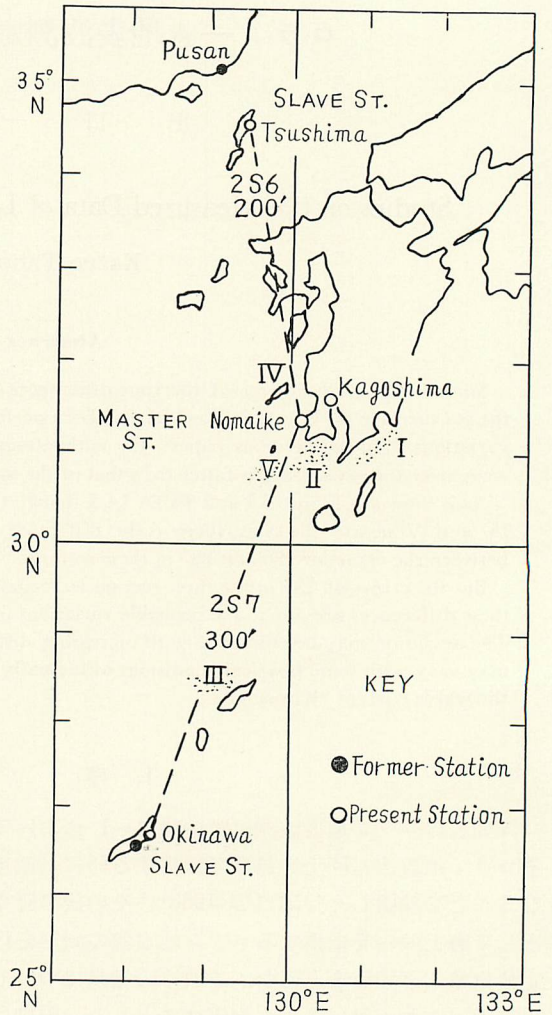 Pusan
35°
N
SLAVE ST.
Tsushima
2S6
200′
IV
Kagoshima
MASTER
ST.
Nomaike
I
V
II
30°
N
2S7
300′
III
KEY
Former Station
Present Station
Okinawa
SLAVE ST.
25°
N
130°E
133°E